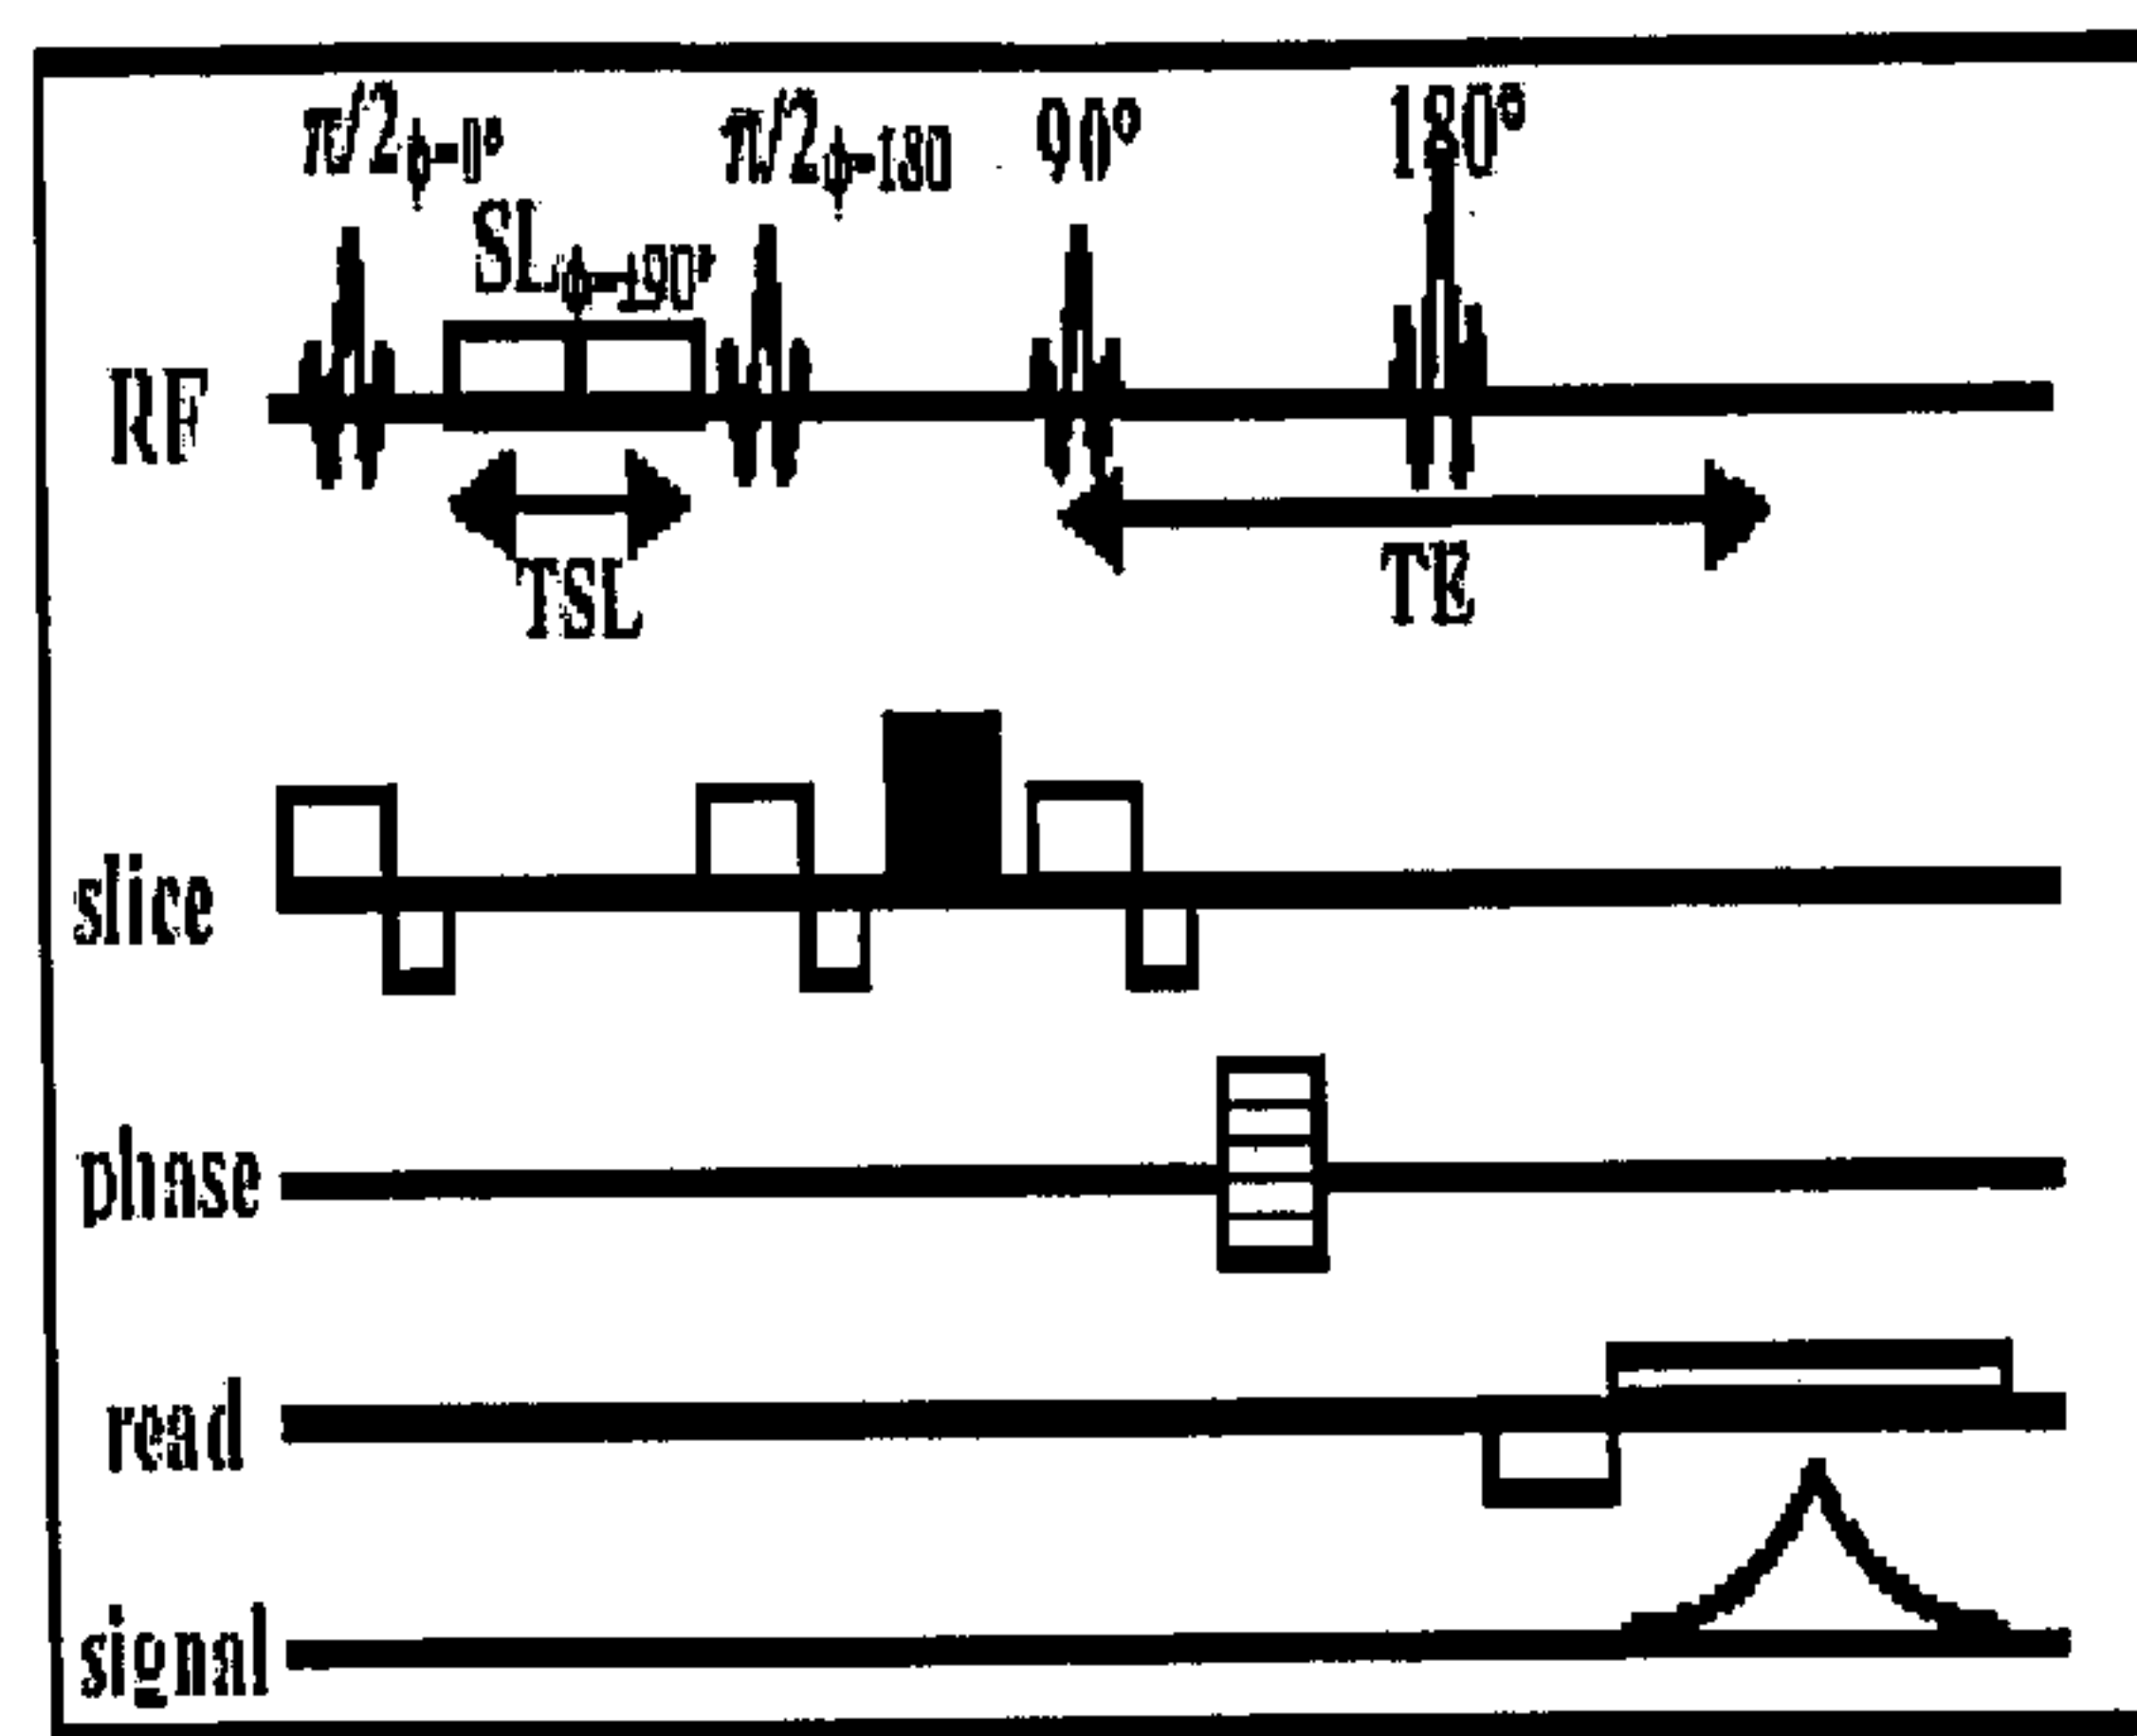 π/2ϕ=0° π/2ϕ=180 90° 180°
SLϕ=±90°
RF
TSL TE
slice
phase
read
signal